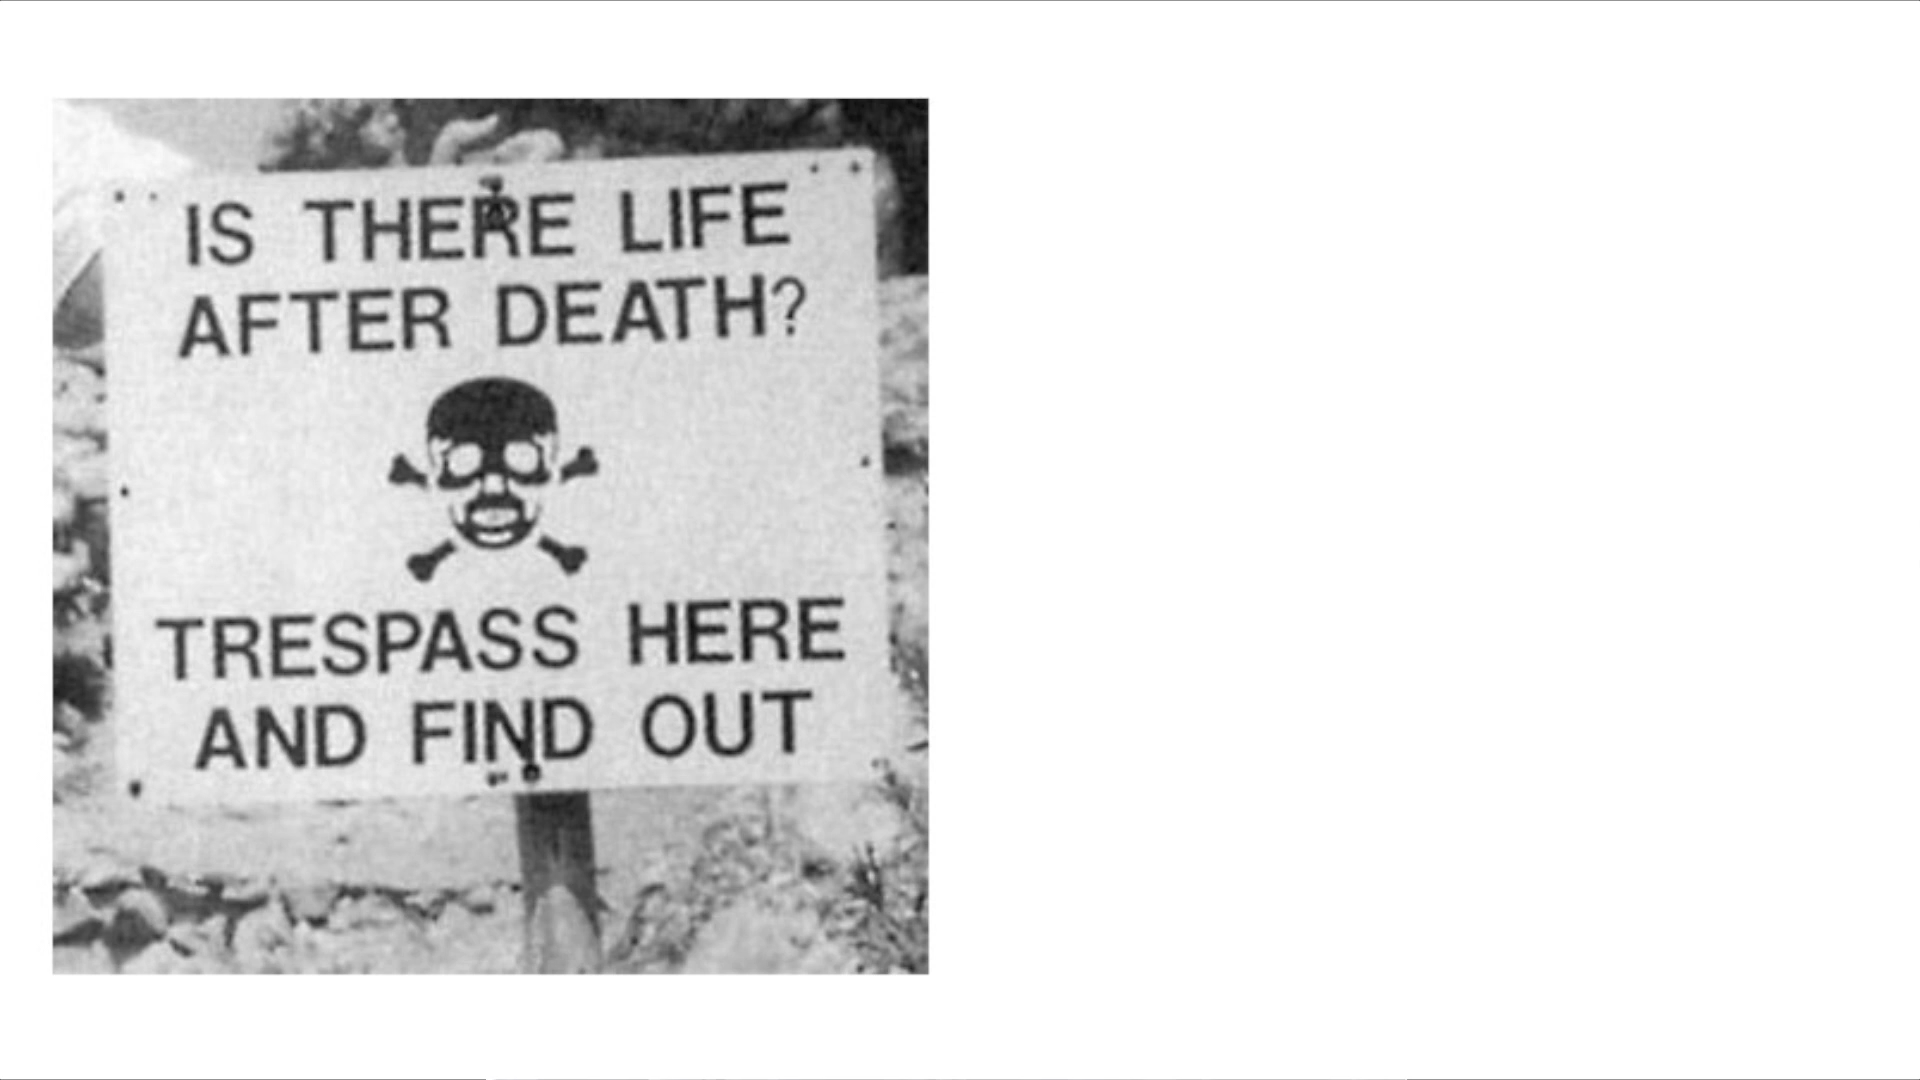 IS THERE LIFE
AFTER DEATH?
TRESPASS HERE
AND FIND OUT